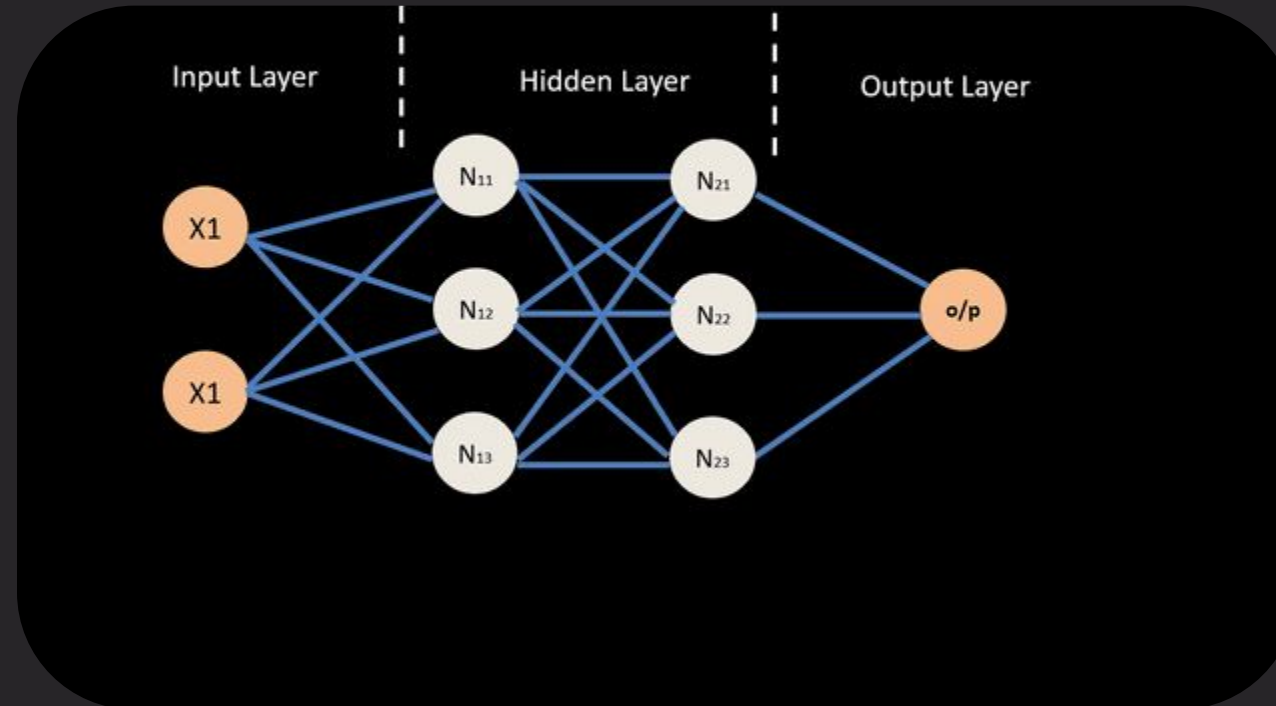 Input Layer
Hidden Layer
Output Layer
X1
X1
N11
N12
N13
N21
N22
N23
o/p